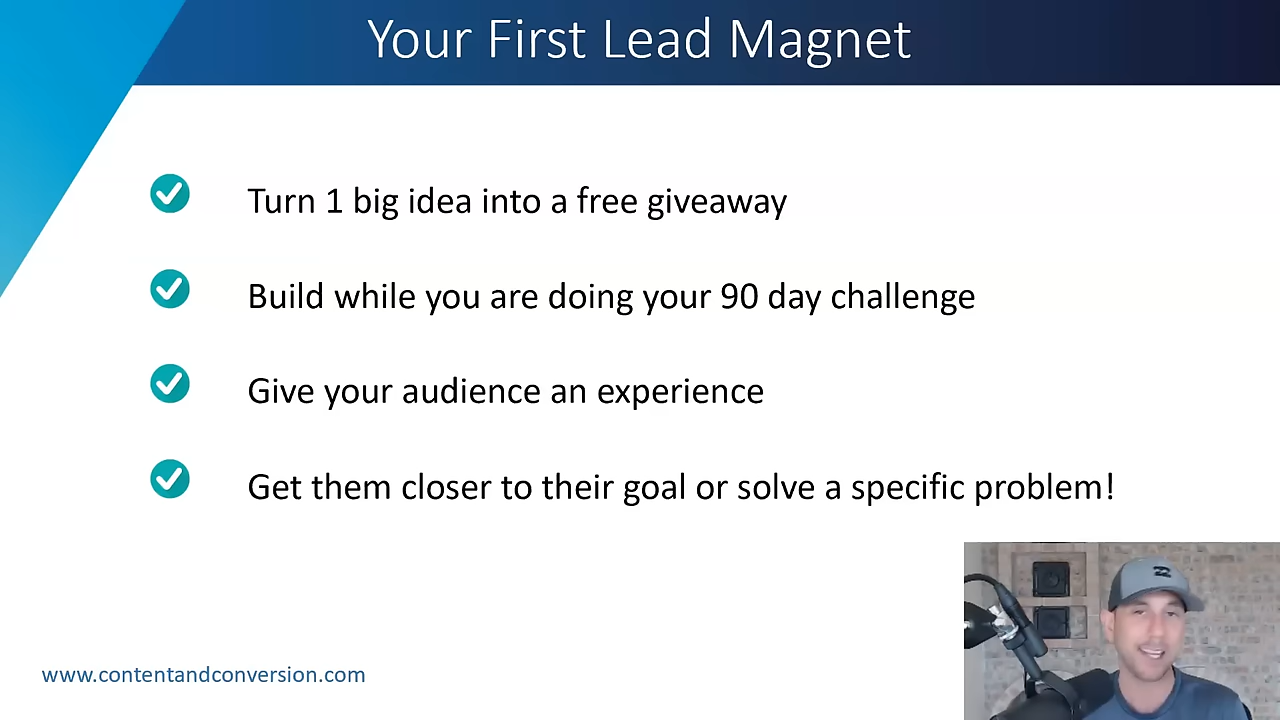 Your First Lead Magnet
Turn 1 big idea into a free giveaway
Build while you are doing your 90 day challenge
Give your audience an experience
Get them closer to their goal or solve a specific problem!
www.contentandconversion.com